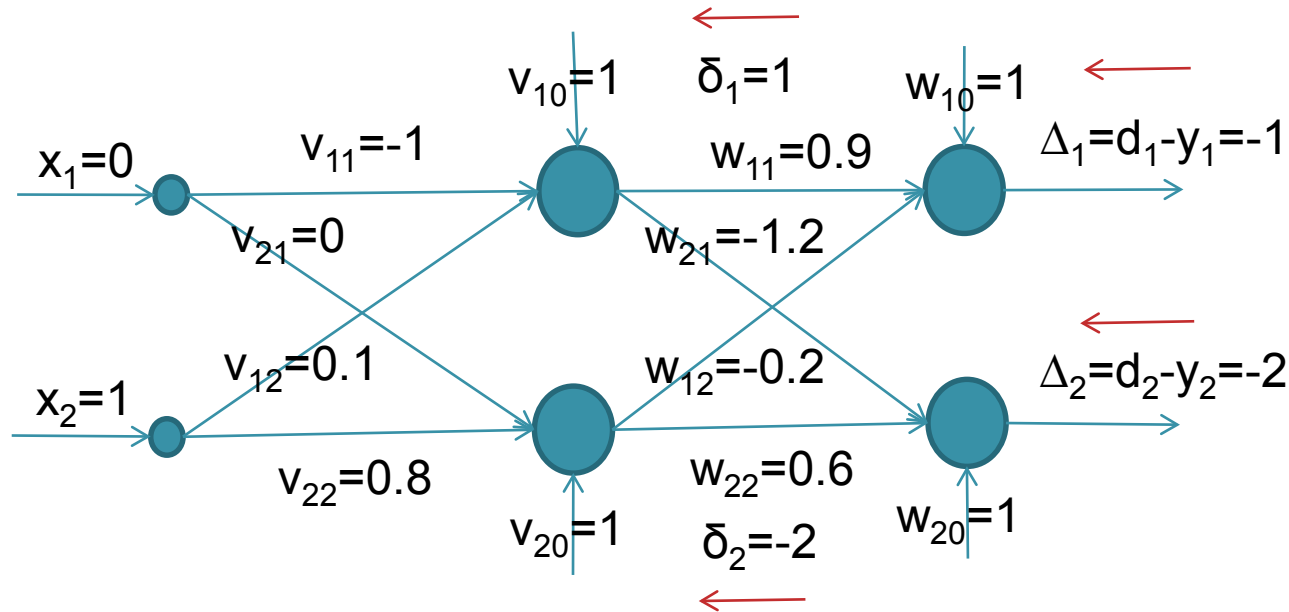 v₁₀=1
δ₁=1
w₁₀=1
x₁=0
v₁₁=-1
w₁₁=0.9
Δ₁=d₁-y₁=-1
v₂₁=0
w₂₁=-1.2
v₁₂=0.1
w₁₂=-0.2
x₂=1
Δ₂=d₂-y₂=-2
v₂₂=0.8
w₂₂=0.6
v₂₀=1
δ₂=-2
w₂₀=1